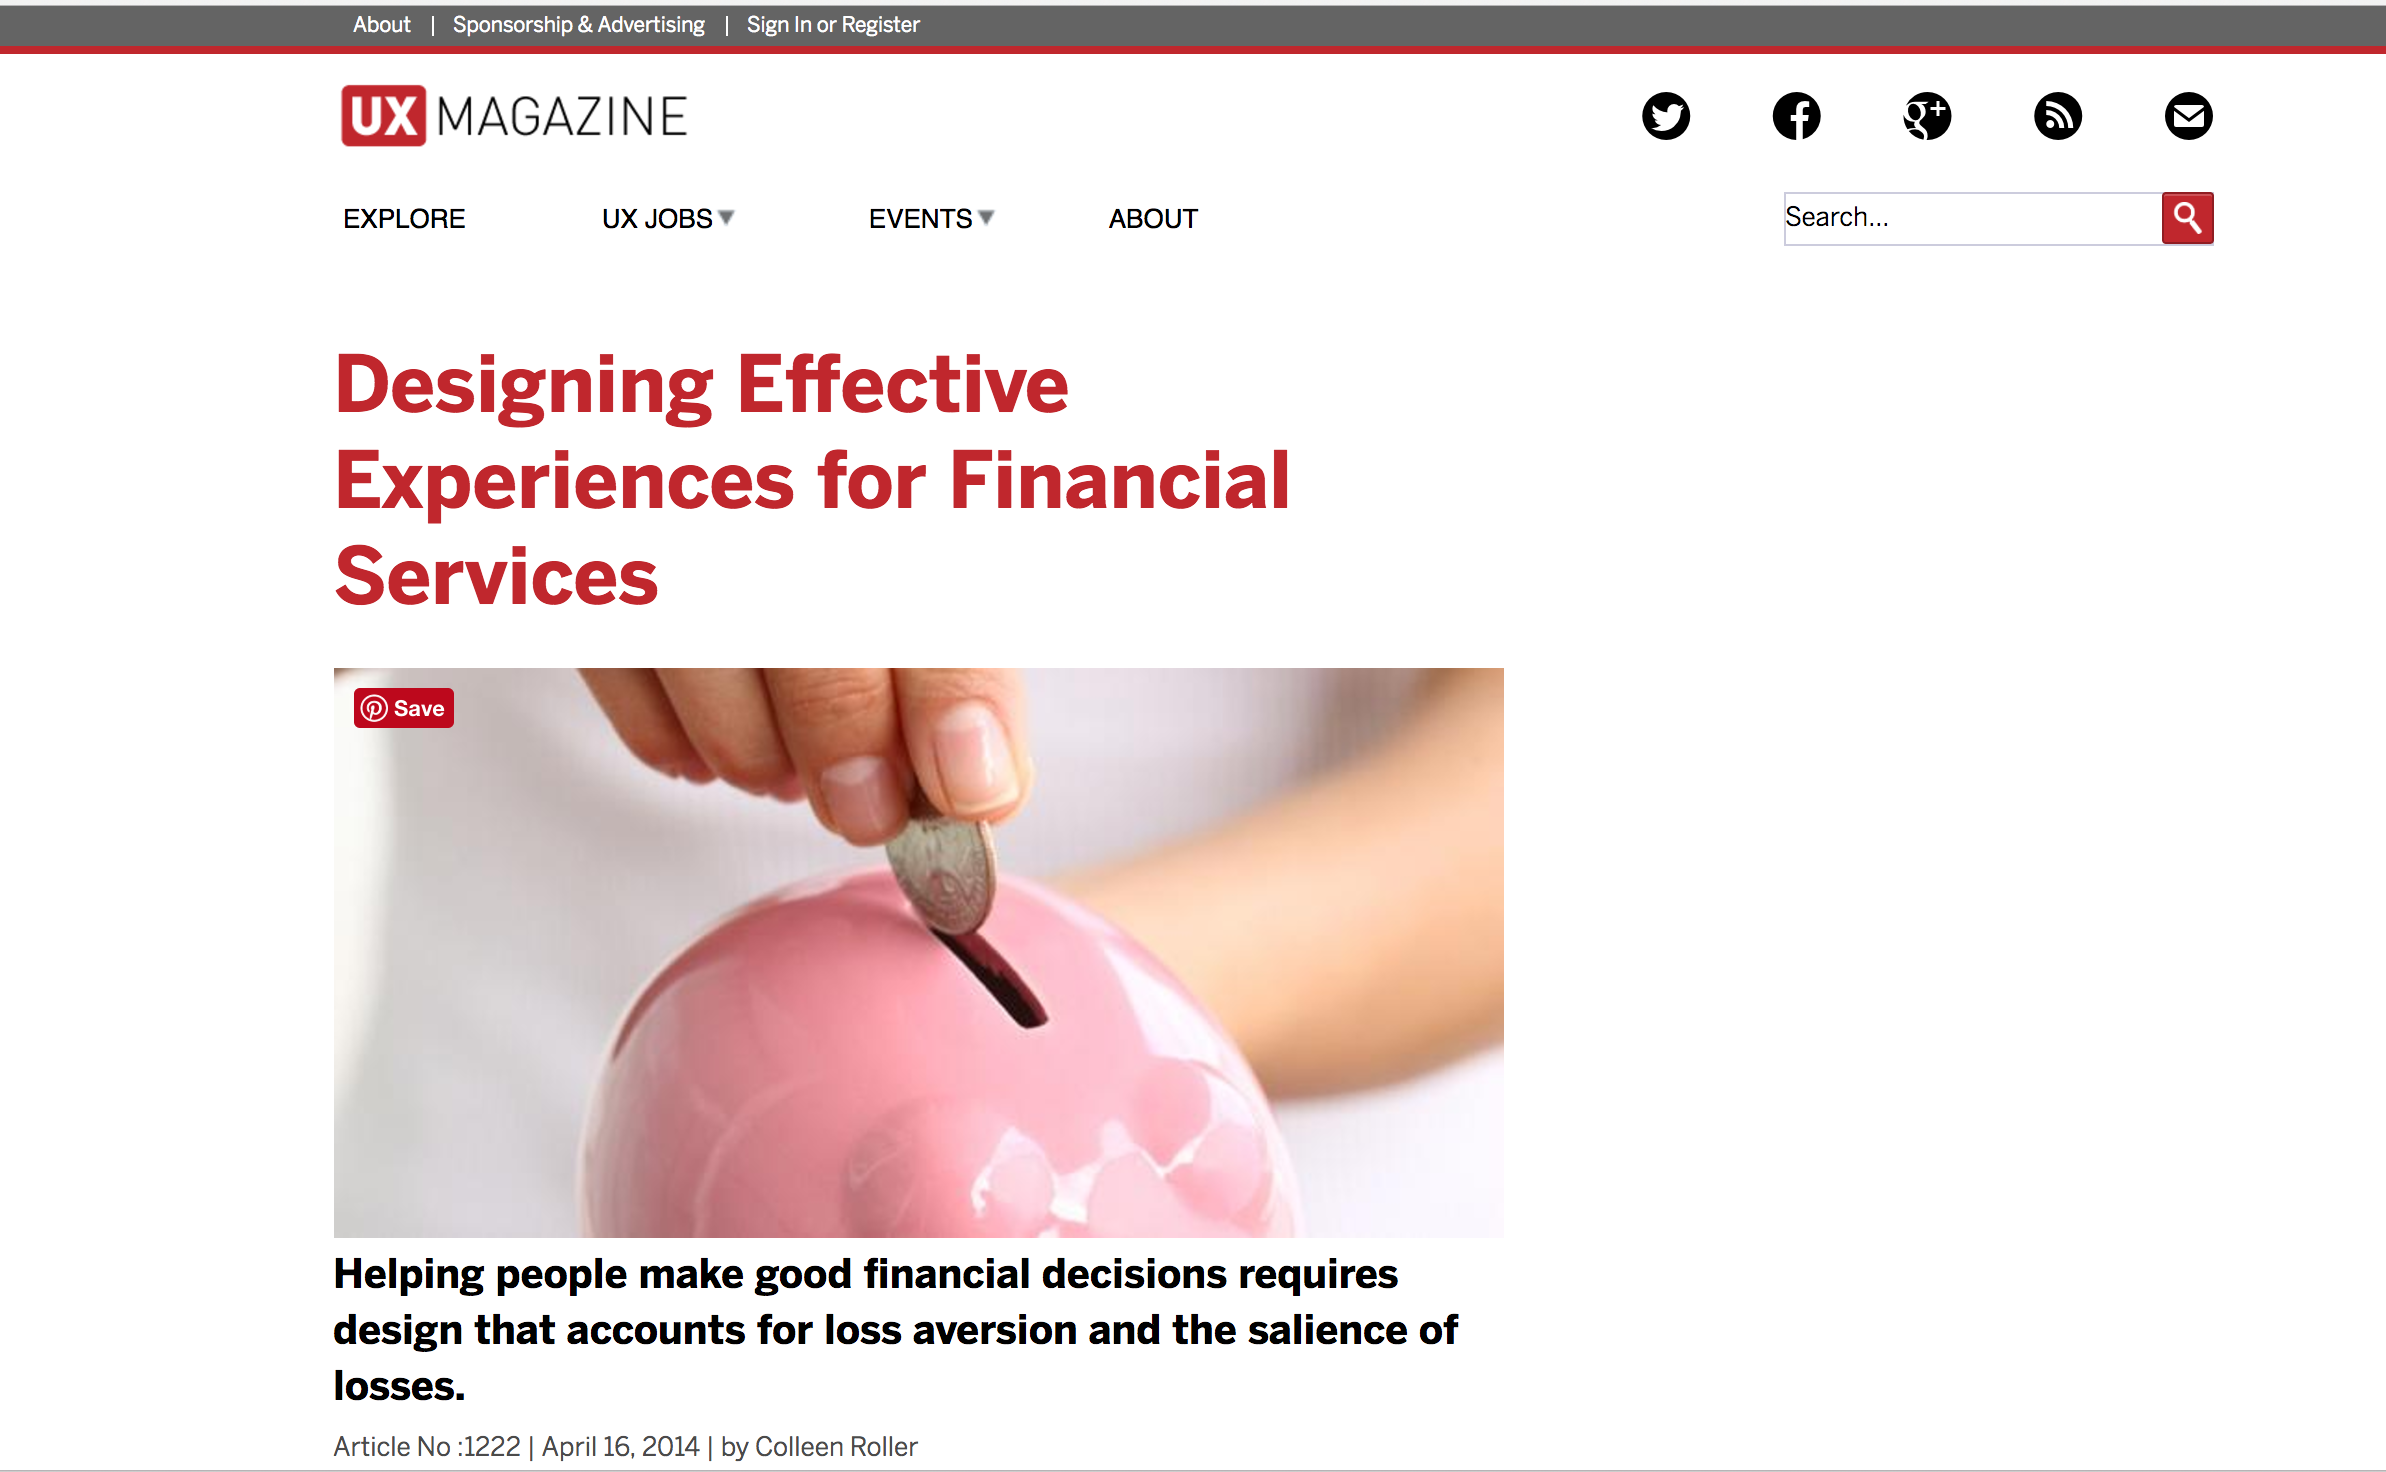 About | Sponsorship & Advertising | Sign In or Register
UX MAGAZINE
g+
EXPLORE UX JOBS EVENTS ABOUT Search...
Designing Effective
Experiences for Financial
Services
Save
Helping people make good financial decisions requires
design that accounts for loss aversion and the salience of
losses.
Article No :1222 | April 16, 2014 | by Colleen Roller